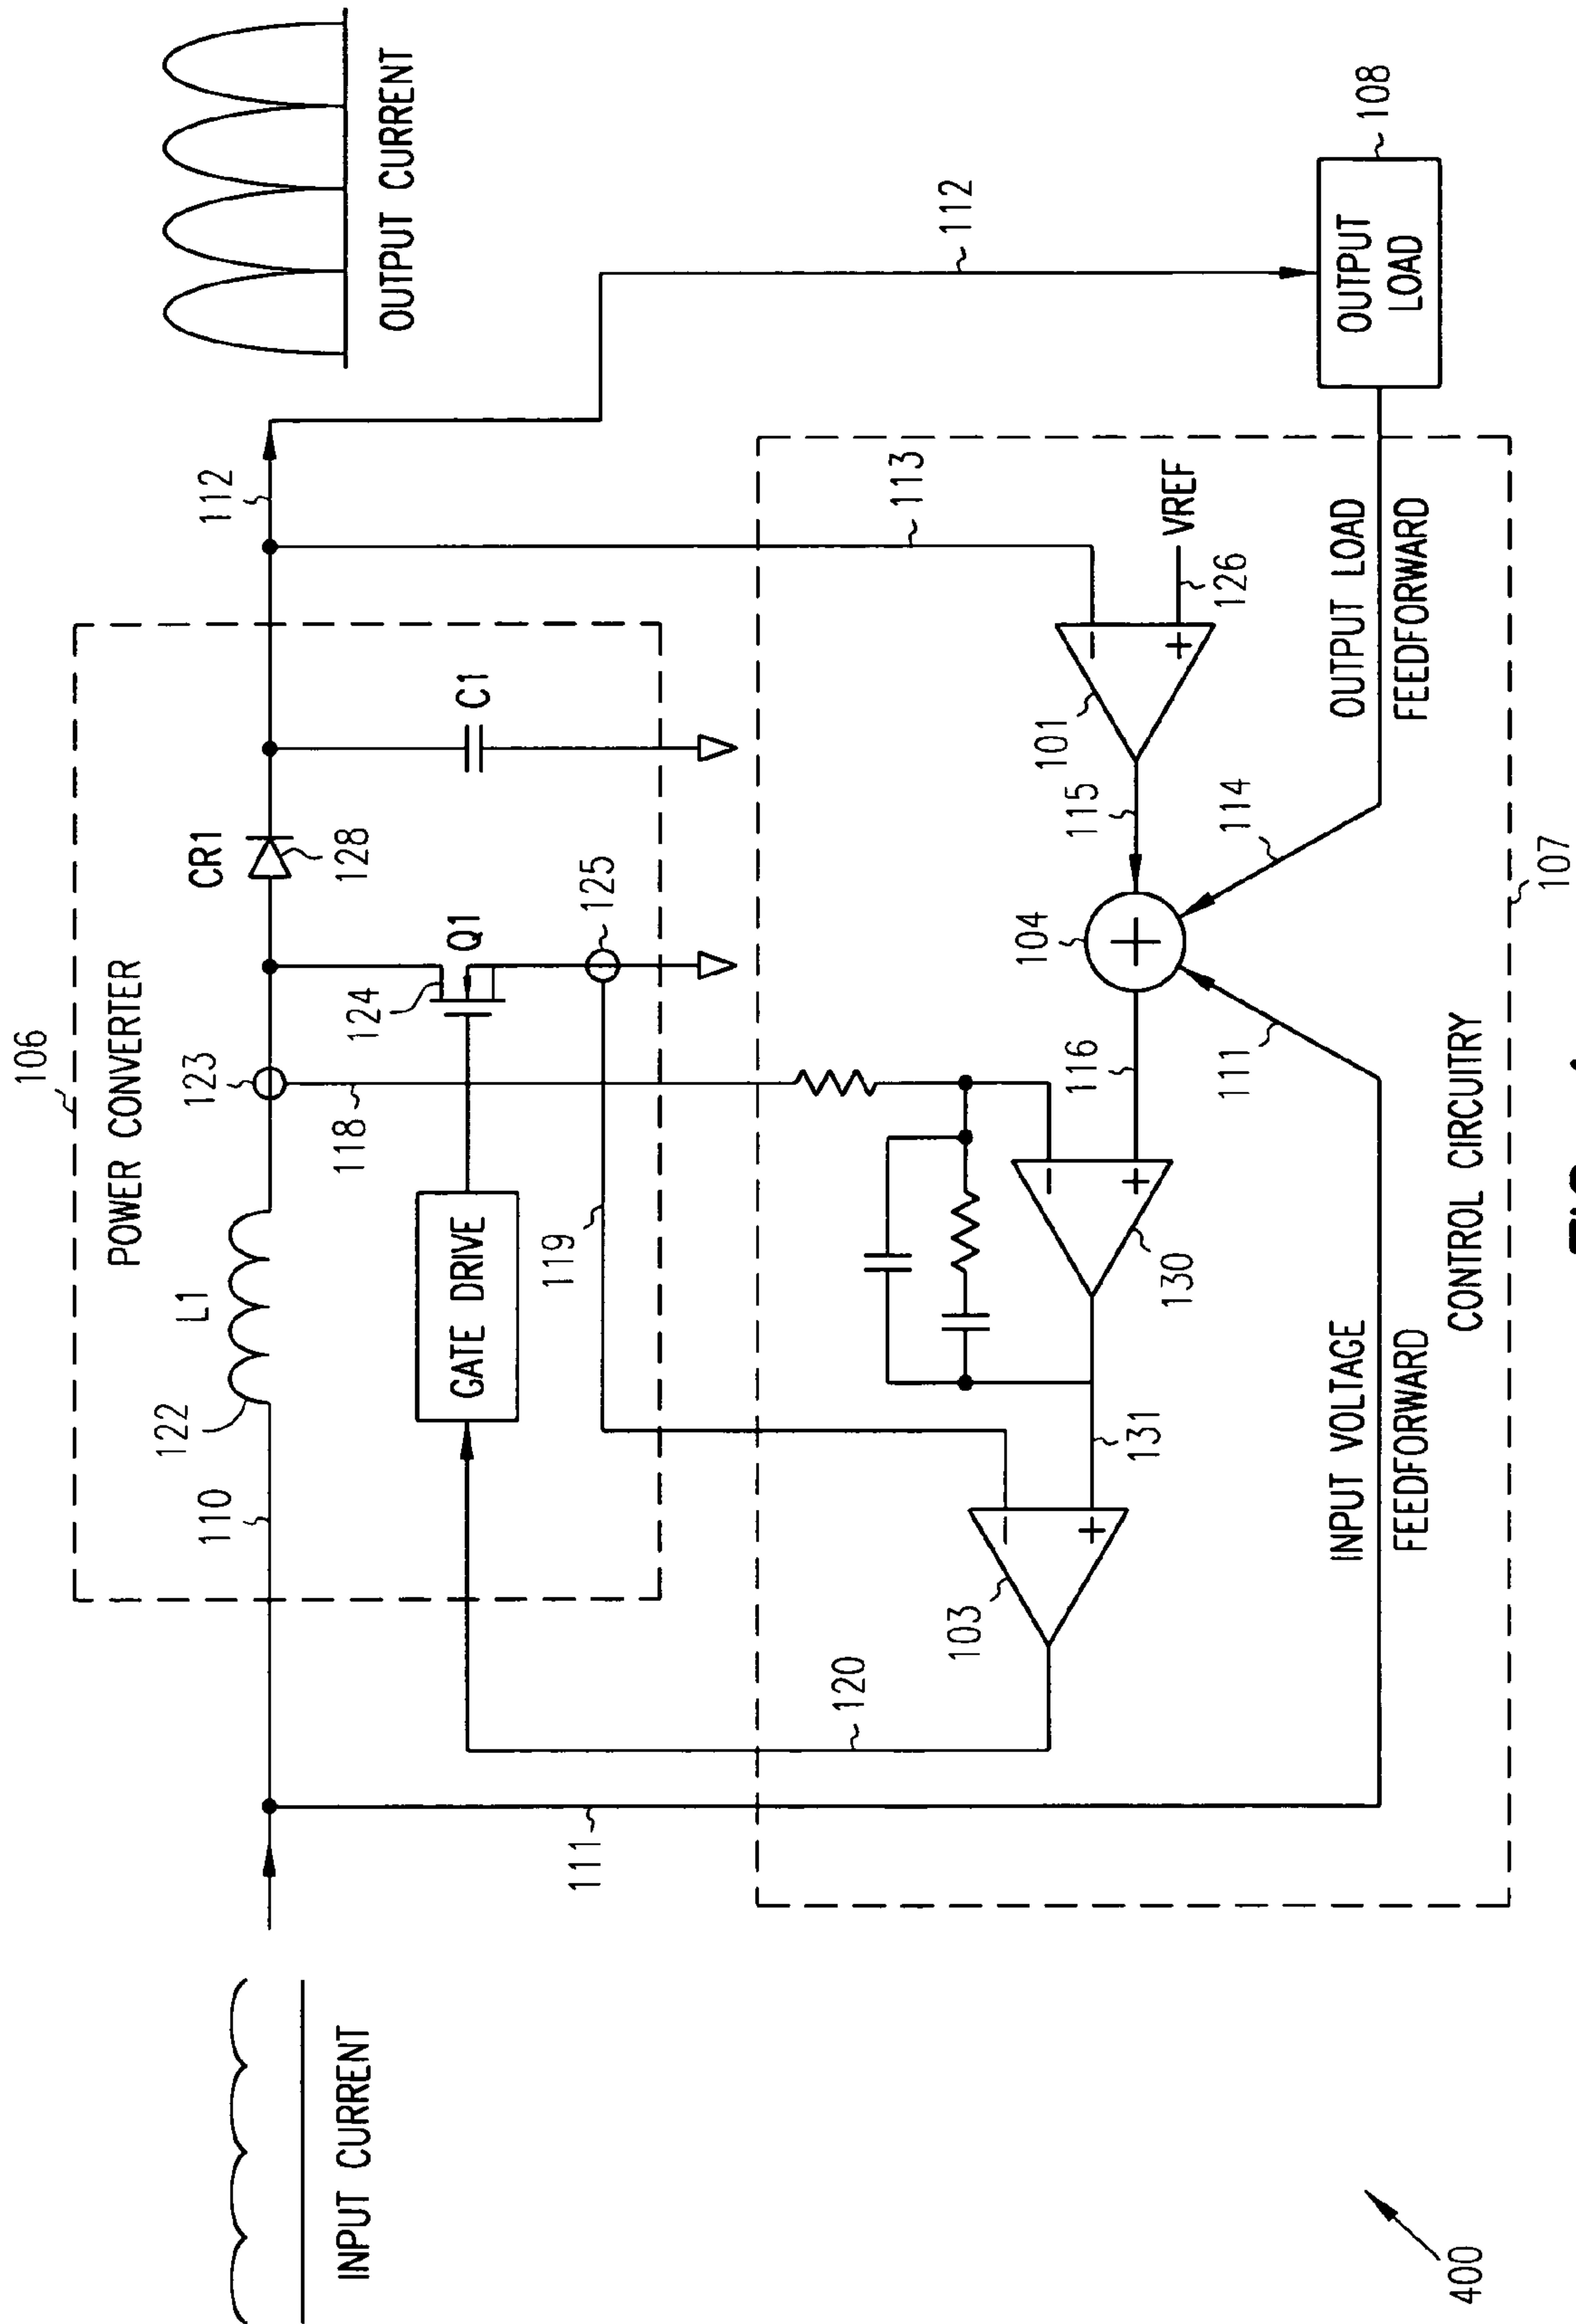 106
POWER CONVERTER
110
122
L1
123
118
124
Q1
CR1
128
125
C1
112
GATE DRIVE
119
OUTPUT CURRENT
INPUT CURRENT
111
120
103
131
130
116
104
115
101
113
VREF
126
112
OUTPUT
LOAD
108
INPUT VOLTAGE
FEEDFORWARD
111
114
OUTPUT LOAD
FEEDFORWARD
CONTROL CIRCUITRY
107
400